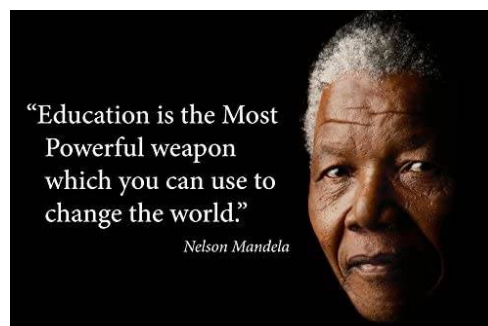 “Education is the Most
Powerful weapon
which you can use to
change the world.”
Nelson Mandela